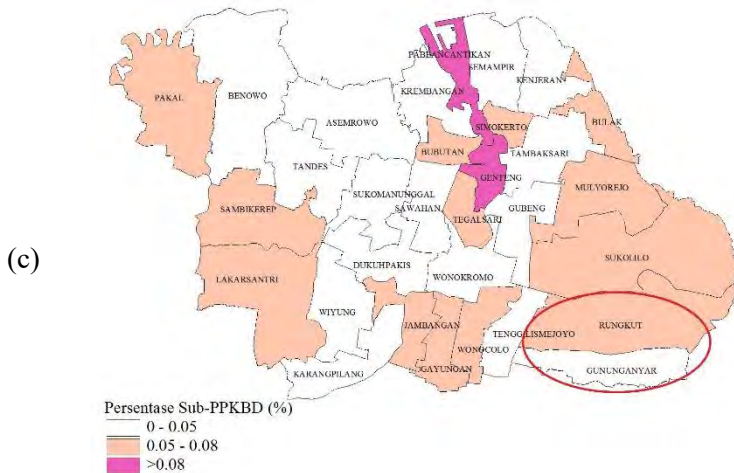 PABBANCANTIKAN
SEMAMPIR
KENJERAN
KREMBANGAN
PAKAL
BENOWO
ASEMROWO
SIMOKERTO
BULAK
BUBUTAN
TAMBAKSARI
TANDES
GENTENG
MULYOREJO
SUKOMANUNGGAL
SAWAHAN
SAMBIKEREP
TEGALSARI
GUBENG
(c)
SUKOLILO
DUKUHPAKIS
LAKARSANTRI
WONOKROMO
WIYUNG
JAMBANGAN
TENGGILISMEJOYO
RUNGKUT
WONGCOLO
KARANGPILANG
GAYUNGAN
GUNUNGANYAR
Persentase Sub-PPKBD (%)
0 - 0.05
0.05 - 0.08
>0.08